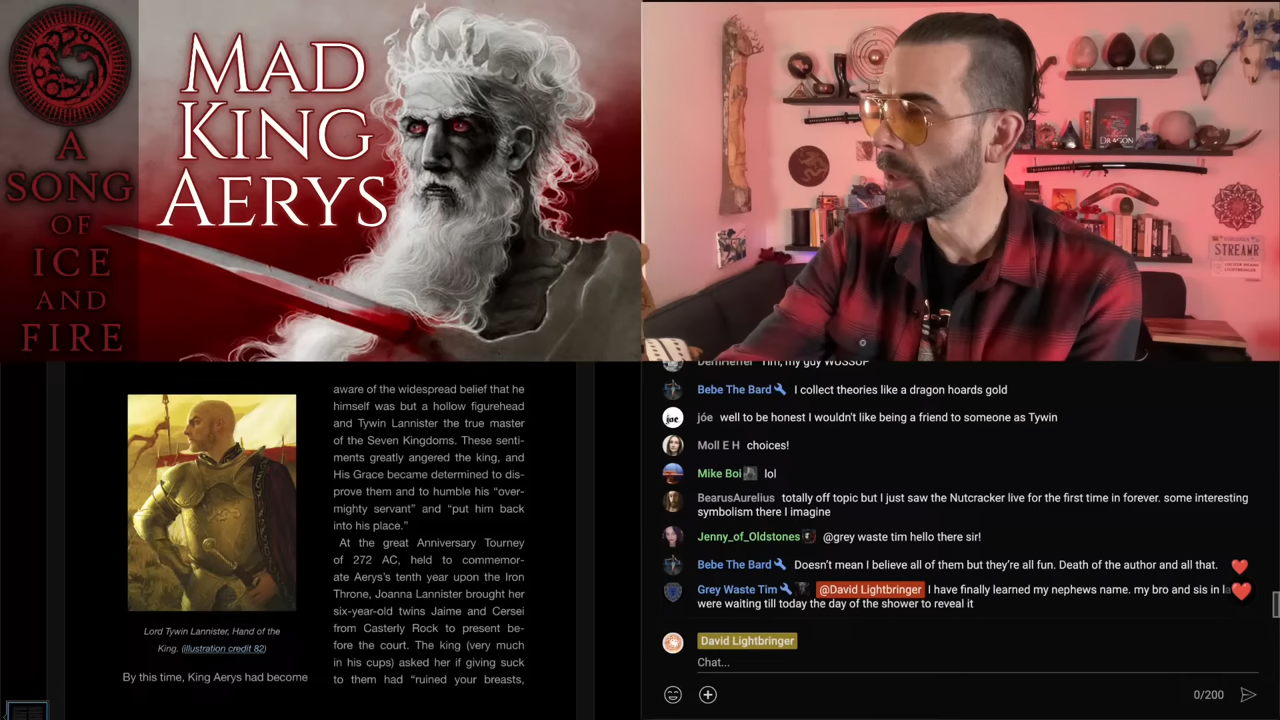 A
SONG
OF
ICE
AND
FIRE
MAD
KING
AERYS
DRAGON
STREAWR
aware of the widespread belief that he
himself was but a hollow figurehead
and Tywin Lannister the true master
of the Seven Kingdoms. These senti-
ments greatly angered the king, and
His Grace became determined to dis-
prove them and to humble his “over-
mighty servant” and “put him back
into his place.”
At the great Anniversary Tourney
of 272 AC, held to commemor-
ate Aerys’s tenth year upon the Iron
Throne, Joanna Lannister brought her
six-year-old twins Jaime and Cersei
from Casterly Rock to present be-
fore the court. The king (very much
in his cups) asked her if giving suck
to them had “ruined your breasts,
Lord Tywin Lannister, Hand of the
King. (illustration credit 82)
By this time, King Aerys had become
Tim, my guy WUSSUP
Bebe The Bard I collect theories like a dragon hoards gold
jóe well to be honest I wouldn't like being a friend to someone as Tywin
Moll E H choices!
Mike Boi lol
BearusAurelius totally off topic but I just saw the Nutcracker live for the first time in forever. some interesting
symbolism there I imagine
Jenny_of_Oldstones @grey waste tim hello there sir!
Bebe The Bard Doesn't mean I believe all of them but they're all fun. Death of the author and all that.
Grey Waste Tim @David Lightbringer I have finally learned my nephews name. my bro and sis in la
were waiting till today the day of the shower to reveal it
David Lightbringer
Chat...
0/200